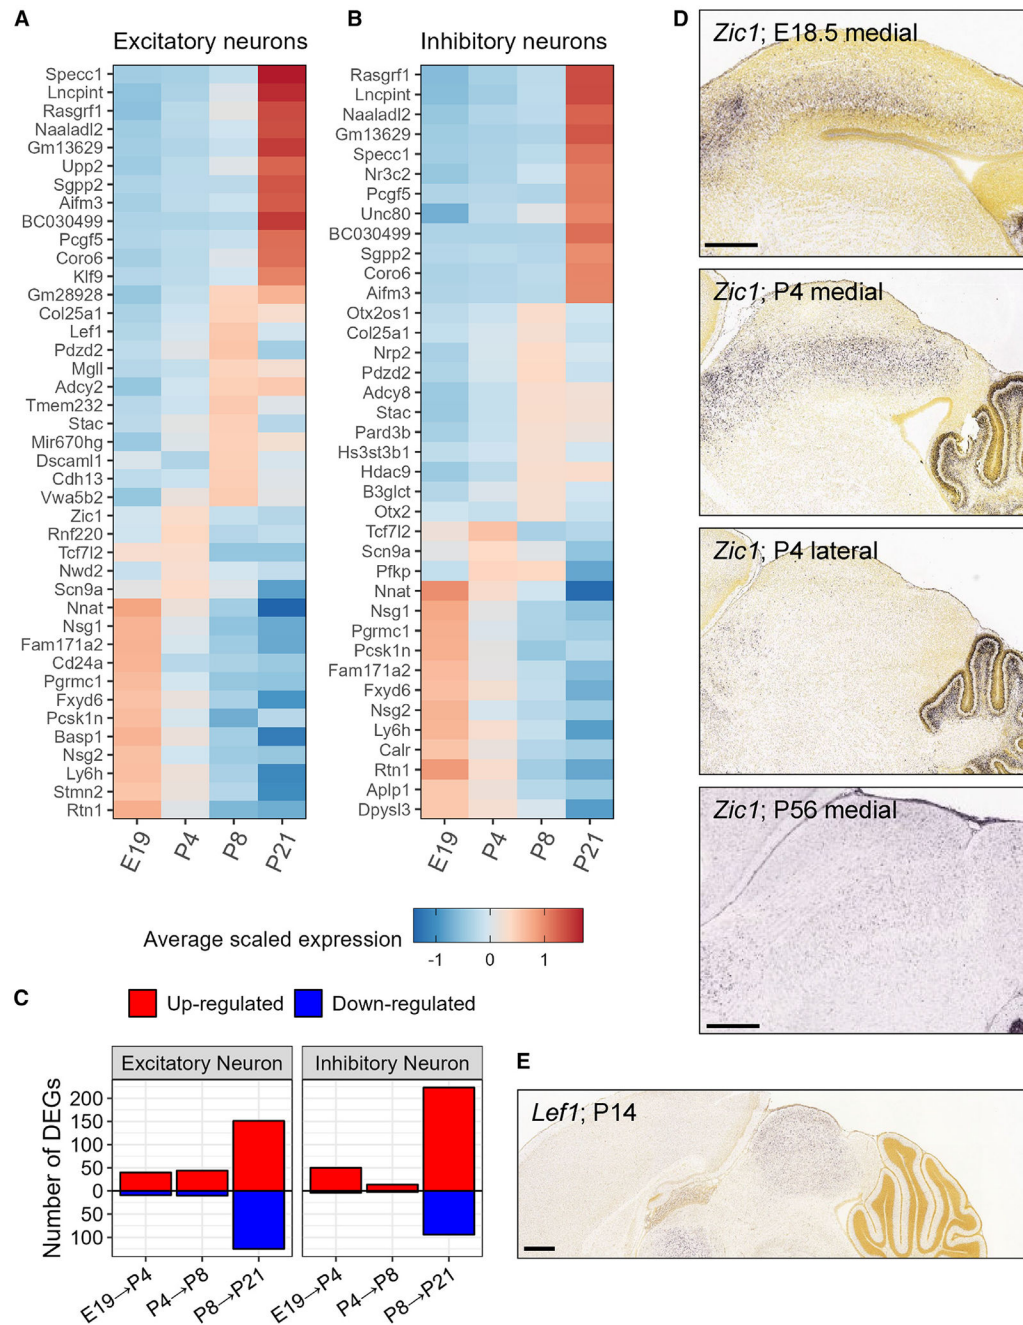 A
Excitatory neurons
Specc1
Lncpint
Rasgrf1
Naaladl2
Gm13629
Upp2
Sgpp2
Aifm3
BC030499
Pcgf5
Coro6
Klf9
Gm28928
Col25a1
Lef1
Pdzd2
Mgll
Adcy2
Tmem232
Stac
Mir670hg
Dscaml1
Cdh13
Vwa5b2
Zic1
Rnf220
Tcf7l2
Nwd2
Scn9a
Nnat
Nsg1
Fam171a2
Cd24a
Pgrmc1
Fxyd6
Pcsk1n
Basp1
Nsg2
Ly6h
Stmn2
Rtn1
E19 P4 P8 P21
B
Inhibitory neurons
Rasgrf1
Lncpint
Naaladl2
Gm13629
Specc1
Nr3c2
Pcgf5
Unc80
BC030499
Sgpp2
Coro6
Aifm3
Otx2os1
Col25a1
Nrp2
Pdzd2
Adcy8
Stac
Pard3b
Hs3st3b1
Hdac9
B3glct
Otx2
Tcf7l2
Scn9a
Pfkp
Nnat
Nsg1
Pgrmc1
Pcsk1n
Fam171a2
Fxyd6
Nsg2
Ly6h
Calr
Rtn1
Aplp1
Dpysl3
E19 P4 P8 P21
Average scaled expression
-1 0 1
C
Up-regulated Down-regulated
Excitatory Neuron Inhibitory Neuron
Number of DEGs
200
150
100
50
0
50
100
E19→P4 P4→P8 P8→P21
E19→P4 P4→P8 P8→P21
D
Zic1; E18.5 medial
Zic1; P4 medial
Zic1; P4 lateral
Zic1; P56 medial
E
Lef1; P14